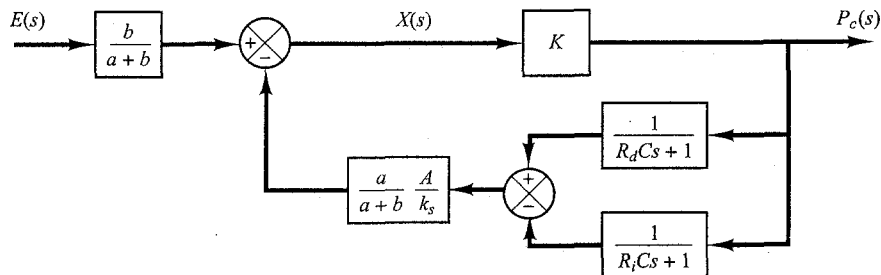 E(s)
b
a + b
+
−
X(s)
K
P_c(s)
1
R_dCs + 1
a A
a + b k_s
+
−
1
R_iCs + 1